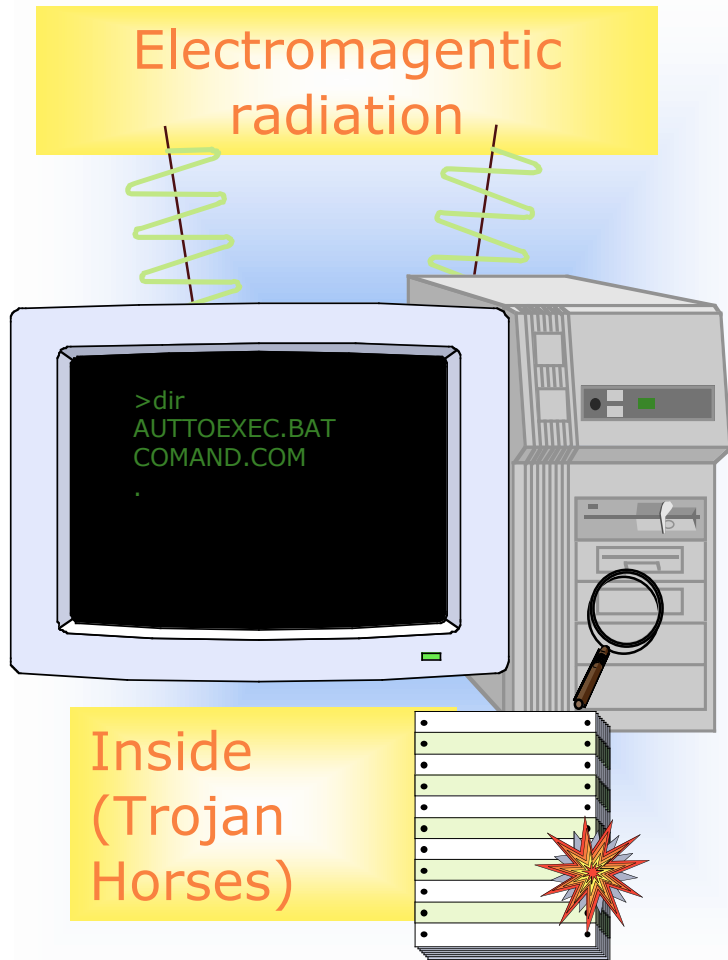 Electromagentic
radiation
>dir
AUTTOEXEC.BAT
COMAND.COM
.
Inside
(Trojan
Horses)